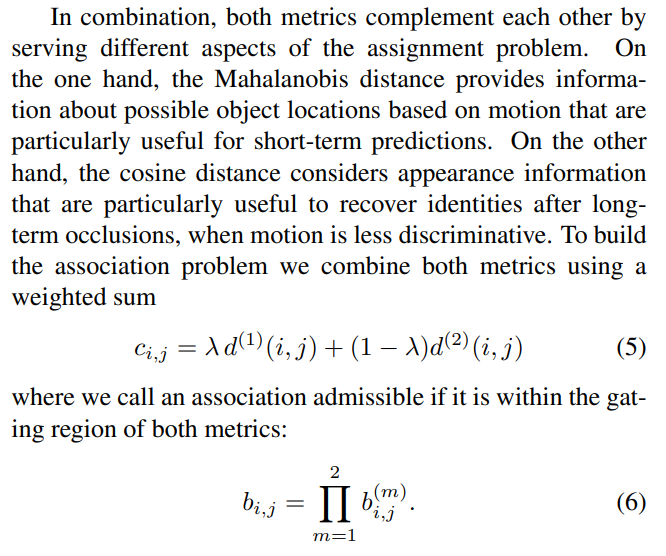 In combination, both metrics complement each other by
serving different aspects of the assignment problem. On
the one hand, the Mahalanobis distance provides informa-
tion about possible object locations based on motion that are
particularly useful for short-term predictions. On the other
hand, the cosine distance considers appearance information
that are particularly useful to recover identities after long-
term occlusions, when motion is less discriminative. To build
the association problem we combine both metrics using a
weighted sum
c_{i,j} = λ d^{(1)}(i, j) + (1 − λ)d^{(2)}(i, j) (5)
where we call an association admissible if it is within the gat-
ing region of both metrics:
b_{i,j} = ∏_{m=1}^{2} b_{i,j}^{(m)}. (6)